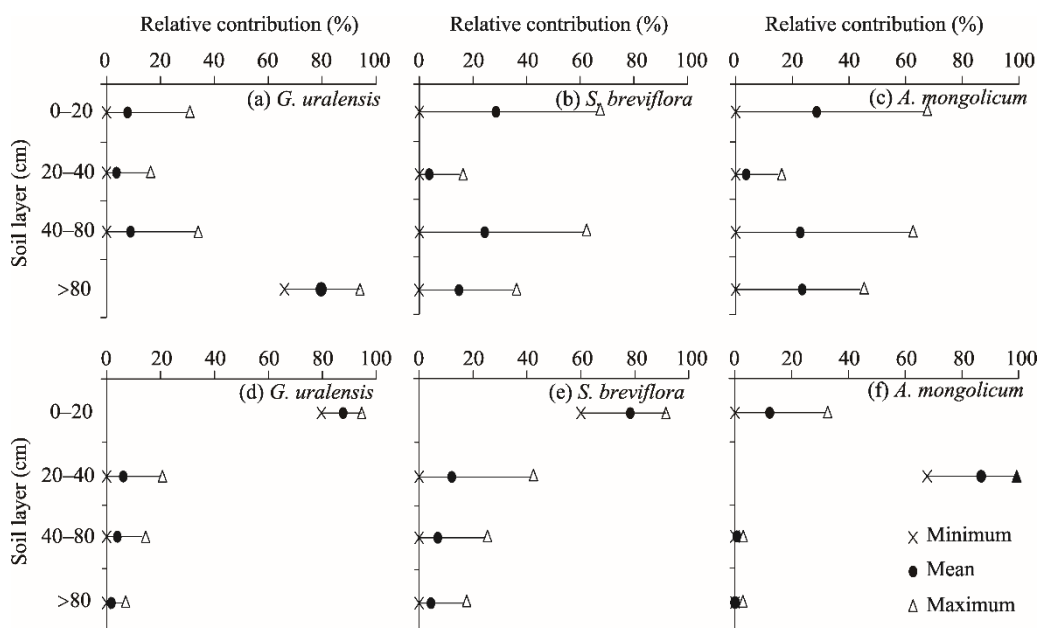 Relative contribution (%) Relative contribution (%) Relative contribution (%)
0 20 40 60 80 100 0 20 40 60 80 100 0 20 40 60 80 100
(a) G. uralensis (b) S. breviflora (c) A. mongolicum
Soil layer (cm)
0–20
20–40
40–80
>80
0 20 40 60 80 100 0 20 40 60 80 100 0 20 40 60 80 100
(d) G. uralensis (e) S. breviflora (f) A. mongolicum
Soil layer (cm)
0–20
20–40
40–80
>80
Minimum
Mean
Maximum